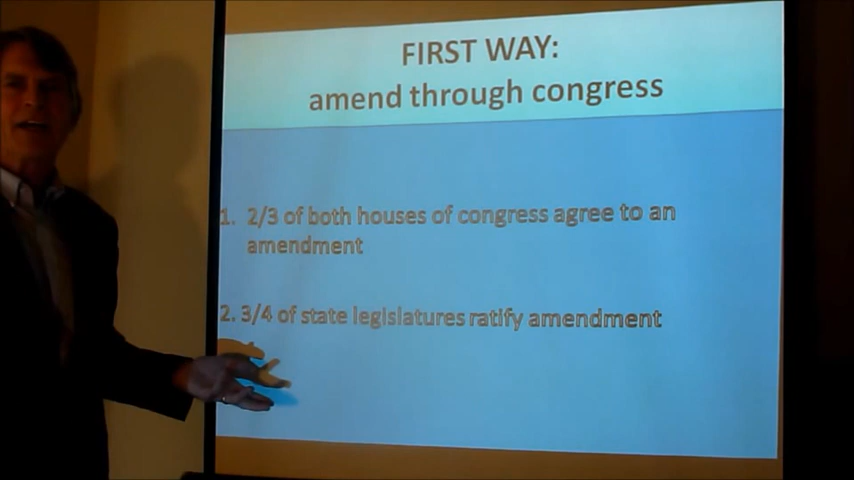 FIRST WAY:
amend through congress
1. 2/3 of both houses of congress agree to an
amendment
2. 3/4 of state legislatures ratify amendment